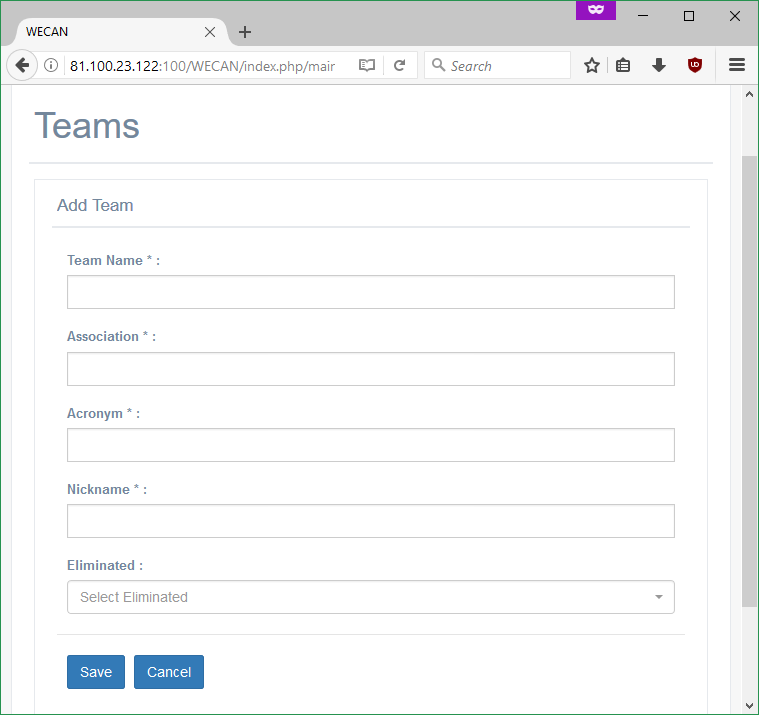 WECAN
81.100.23.122:100/WECAN/index.php/mair
Search
Teams
Add Team
Team Name * :
Association * :
Acronym * :
Nickname * :
Eliminated :
Select Eliminated
Save
Cancel